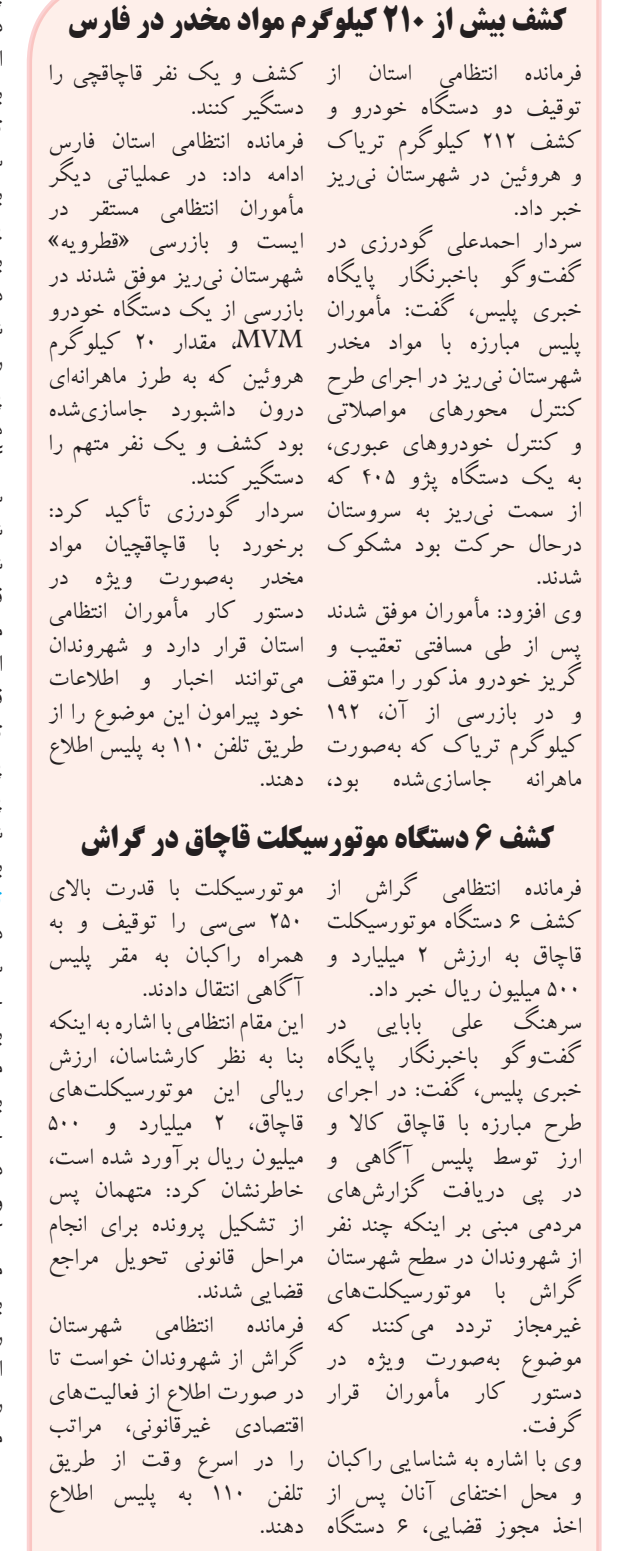 کشف بیش از ۲۱۰ کیلوگرم مواد مخدر در فارس
فرمانده انتظامی استان از
توقیف دو دستگاه خودرو و
کشف ۲۱۲ کیلوگرم تریاک
و هروئین در شهرستان نی‌ریز
خبر داد.
سردار احمدعلی گودرزی در
گفت‌وگو باخبرنگار پایگاه
خبری پلیس، گفت: مأموران
پلیس مبارزه با مواد مخدر
شهرستان نی‌ریز در اجرای طرح
کنترل محورهای مواصلاتی
و کنترل خودروهای عبوری،
به یک دستگاه پژو ۴۰۵ که
از سمت نی‌ریز به سروستان
درحال حرکت بود مشکوک
شدند.
وی افزود: مأموران موفق شدند
پس از طی مسافتی تعقیب و
گریز خودرو مذکور را متوقف
و در بازرسی از آن، ۱۹۲
کیلوگرم تریاک که به‌صورت
ماهرانه جاسازی‌شده بود،
کشف و یک نفر قاچاقچی را
دستگیر کنند.
فرمانده انتظامی استان فارس
ادامه داد: در عملیاتی دیگر
مأموران انتظامی مستقر در
ایست و بازرسی «قطرویه»
شهرستان نی‌ریز موفق شدند در
بازرسی از یک دستگاه خودرو
MVM، مقدار ۲۰ کیلوگرم
هروئین که به طرز ماهرانه‌ای
درون داشبورد جاسازی‌شده
بود کشف و یک نفر متهم را
دستگیر کنند.
سردار گودرزی تأکید کرد:
برخورد با قاچاقچیان مواد
مخدر به‌صورت ویژه در
دستور کار مأموران انتظامی
استان قرار دارد و شهروندان
می‌توانند اخبار و اطلاعات
خود پیرامون این موضوع را از
طریق تلفن ۱۱۰ به پلیس اطلاع
دهند.
کشف ۶ دستگاه موتورسیکلت قاچاق در گراش
فرمانده انتظامی گراش از
کشف ۶ دستگاه موتورسیکلت
قاچاق به ارزش ۲ میلیارد و
۵۰۰ میلیون ریال خبر داد.
سرهنگ علی بابایی در
گفت‌وگو باخبرنگار پایگاه
خبری پلیس، گفت: در اجرای
طرح مبارزه با قاچاق کالا و
ارز توسط پلیس آگاهی و
در پی دریافت گزارش‌های
مردمی مبنی بر اینکه چند نفر
از شهروندان در سطح شهرستان
گراش با موتورسیکلت‌های
غیرمجاز تردد می‌کنند که
موضوع به‌صورت ویژه در
دستور کار مأموران قرار
گرفت.
وی با اشاره به شناسایی راکبان
و محل اختفای آنان پس از
اخذ مجوز قضایی، ۶ دستگاه
موتورسیکلت با قدرت بالای
۲۵۰ سی‌سی را توقیف و به
همراه راکبان به مقر پلیس
آگاهی انتقال دادند.
این مقام انتظامی با اشاره به اینکه
بنا به نظر کارشناسان، ارزش
ریالی این موتورسیکلت‌های
قاچاق، ۲ میلیارد و ۵۰۰
میلیون ریال برآورد شده است،
خاطرنشان کرد: متهمان پس
از تشکیل پرونده برای انجام
مراحل قانونی تحویل مراجع
قضایی شدند.
فرمانده انتظامی شهرستان
گراش از شهروندان خواست تا
در صورت اطلاع از فعالیت‌های
اقتصادی غیرقانونی، مراتب
را در اسرع وقت از طریق
تلفن ۱۱۰ به پلیس اطلاع
دهند.